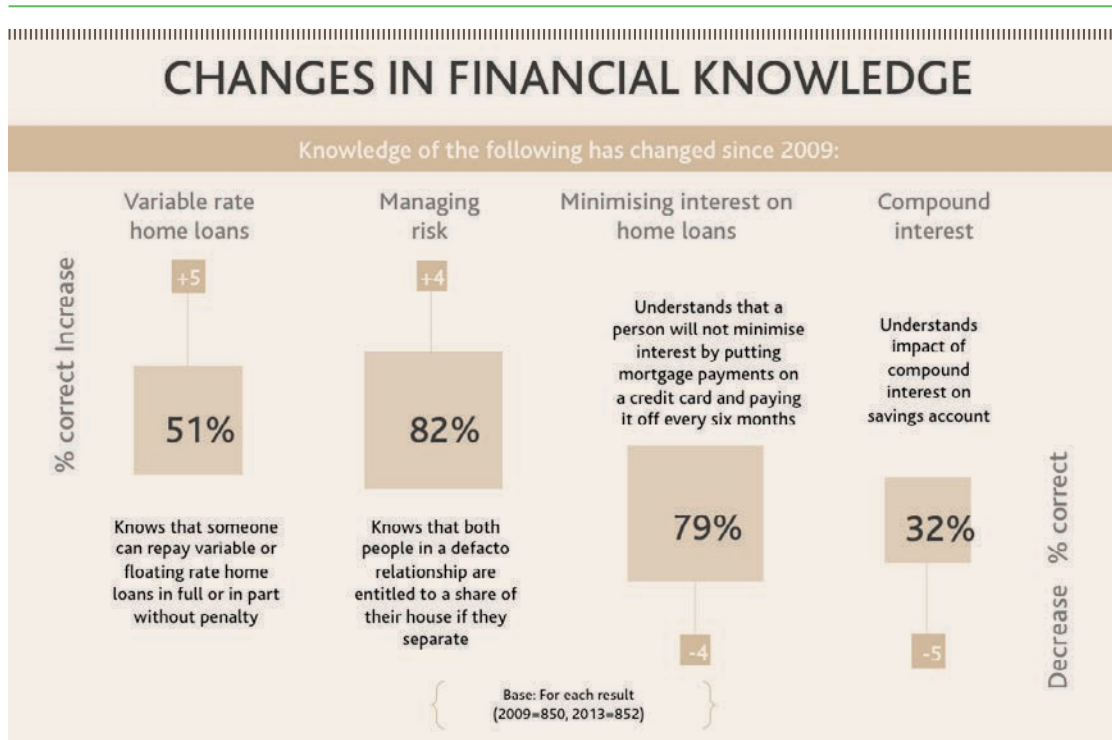 CHANGES IN FINANCIAL KNOWLEDGE
Knowledge of the following has changed since 2009:
% correct Increase
Variable rate
home loans
+5
51%
Knows that someone
can repay variable or
floating rate home
loans in full or in part
without penalty
Managing
risk
+4
82%
Knows that both
people in a defacto
relationship are
entitled to a share of
their house if they
separate
Minimising interest on
home loans
Understands that a
person will not minimise
interest by putting
mortgage payments on
a credit card and paying
it off every six months
79%
-4
Compound
interest
Understands
impact of
compound
interest on
savings account
32%
-5
Decrease % correct
Base: For each result
(2009=850, 2013=852)